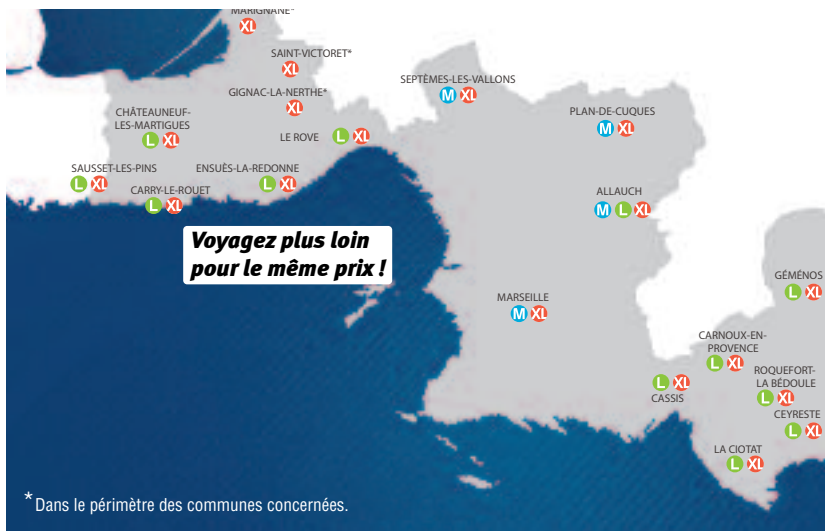 MARIGNANE*
XL
SAINT-VICTORET*
XL
SEPTÈMES-LES-VALLONS
M XL
GIGNAC-LA-NERTHE*
XL
CHÂTEAUNEUF-
LES-MARTIGUES
L XL
PLAN-DE-CUQUES
M XL
LE ROVE L XL
SAUSSET-LES-PINS
L XL
ENSUÈS-LA-REDONNE
L XL
CARRY-LE-ROUET
L XL
ALLAUCH
M L XL
Voyagez plus loin
pour le même prix !
GÉMÉNOS
L XL
MARSEILLE
M XL
CARNOUX-EN-
PROVENCE
L XL
ROQUEFORT-
LA BÉDOULE
L XL
L XL
CASSIS
CEYRESTE
L XL
LA CIOTAT
L XL
* Dans le périmètre des communes concernées.